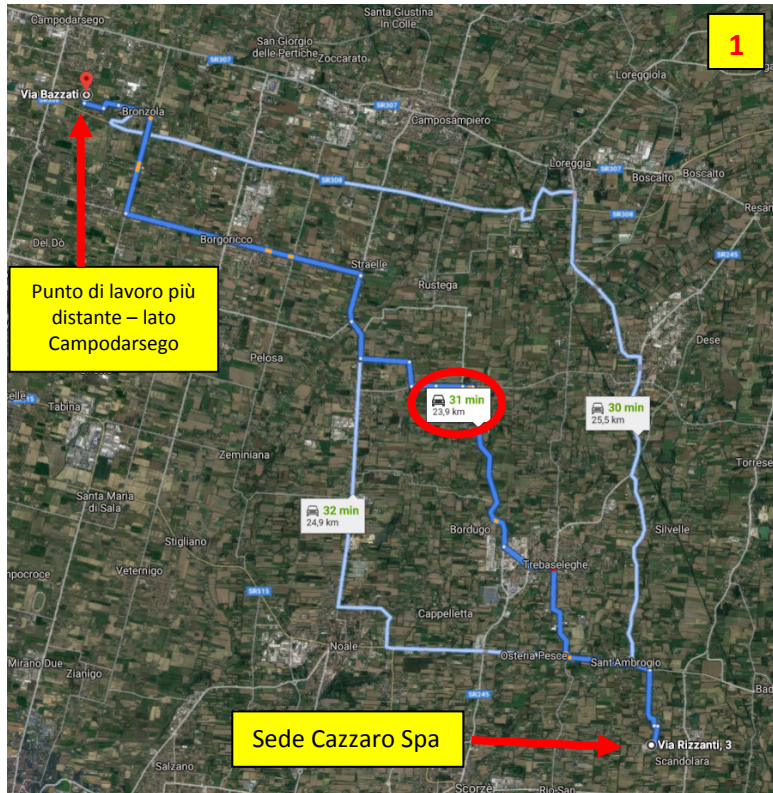 Santa Giustina
in Colle
Campodarsego
1
San Giorgio
delle Pertiche
Zoccarato
SR307
Loreggiola
Via Bazzati
SR307
Bronzola
Camposampiero
Loreggia
SR307
Boscalto
Boscalto
SR308
Resan
SR308
Del Dò
Borgoricco
SR245
Straelle
Rustega
Punto di lavoro più
distante – lato
Campodarsego
Dese
Pelosa
31 min
23,9 km
30 min
25,5 km
Tabina
Zeminiana
Torrese
Santa Maria
di Sala
32 min
24,9 km
Bordugo
Silvelle
Stigliano
Trebaseleghe
Veternigo
SR515
Cappelletta
Noale
Osteria Pesce
Sant'Ambrogio
Mirano Due
Zianigo
SR245
Sede Cazzaro Spa
Via Rizzanti, 3
Scandolara
Salzano
Scorzè
Rio San